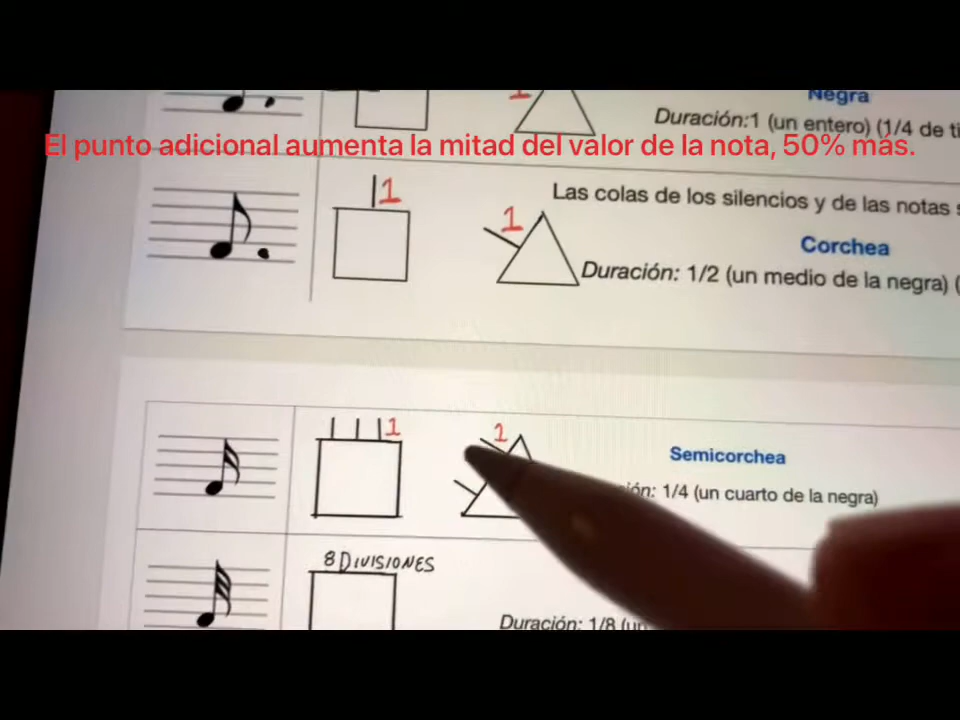 Negra
Duración:1 (un entero) (1/4 de ti
El punto adicional aumenta la mitad del valor de la nota, 50% más.
1
1
1
Las colas de los silencios y de las notas s
Corchea
Duración: 1/2 (un medio de la negra) (
1
1
Semicorchea
ión: 1/4 (un cuarto de la negra)
8 DIVISIONES
Duración: 1/8 (un